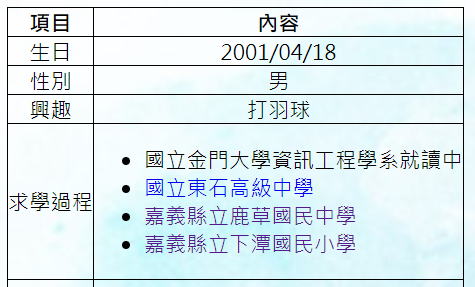 項目 內容
生日 2001/04/18
性別 男
興趣 打羽球
求學過程
國立金門大學資訊工程學系就讀中
國立東石高級中學
嘉義縣立鹿草國民中學
嘉義縣立下潭國民小學